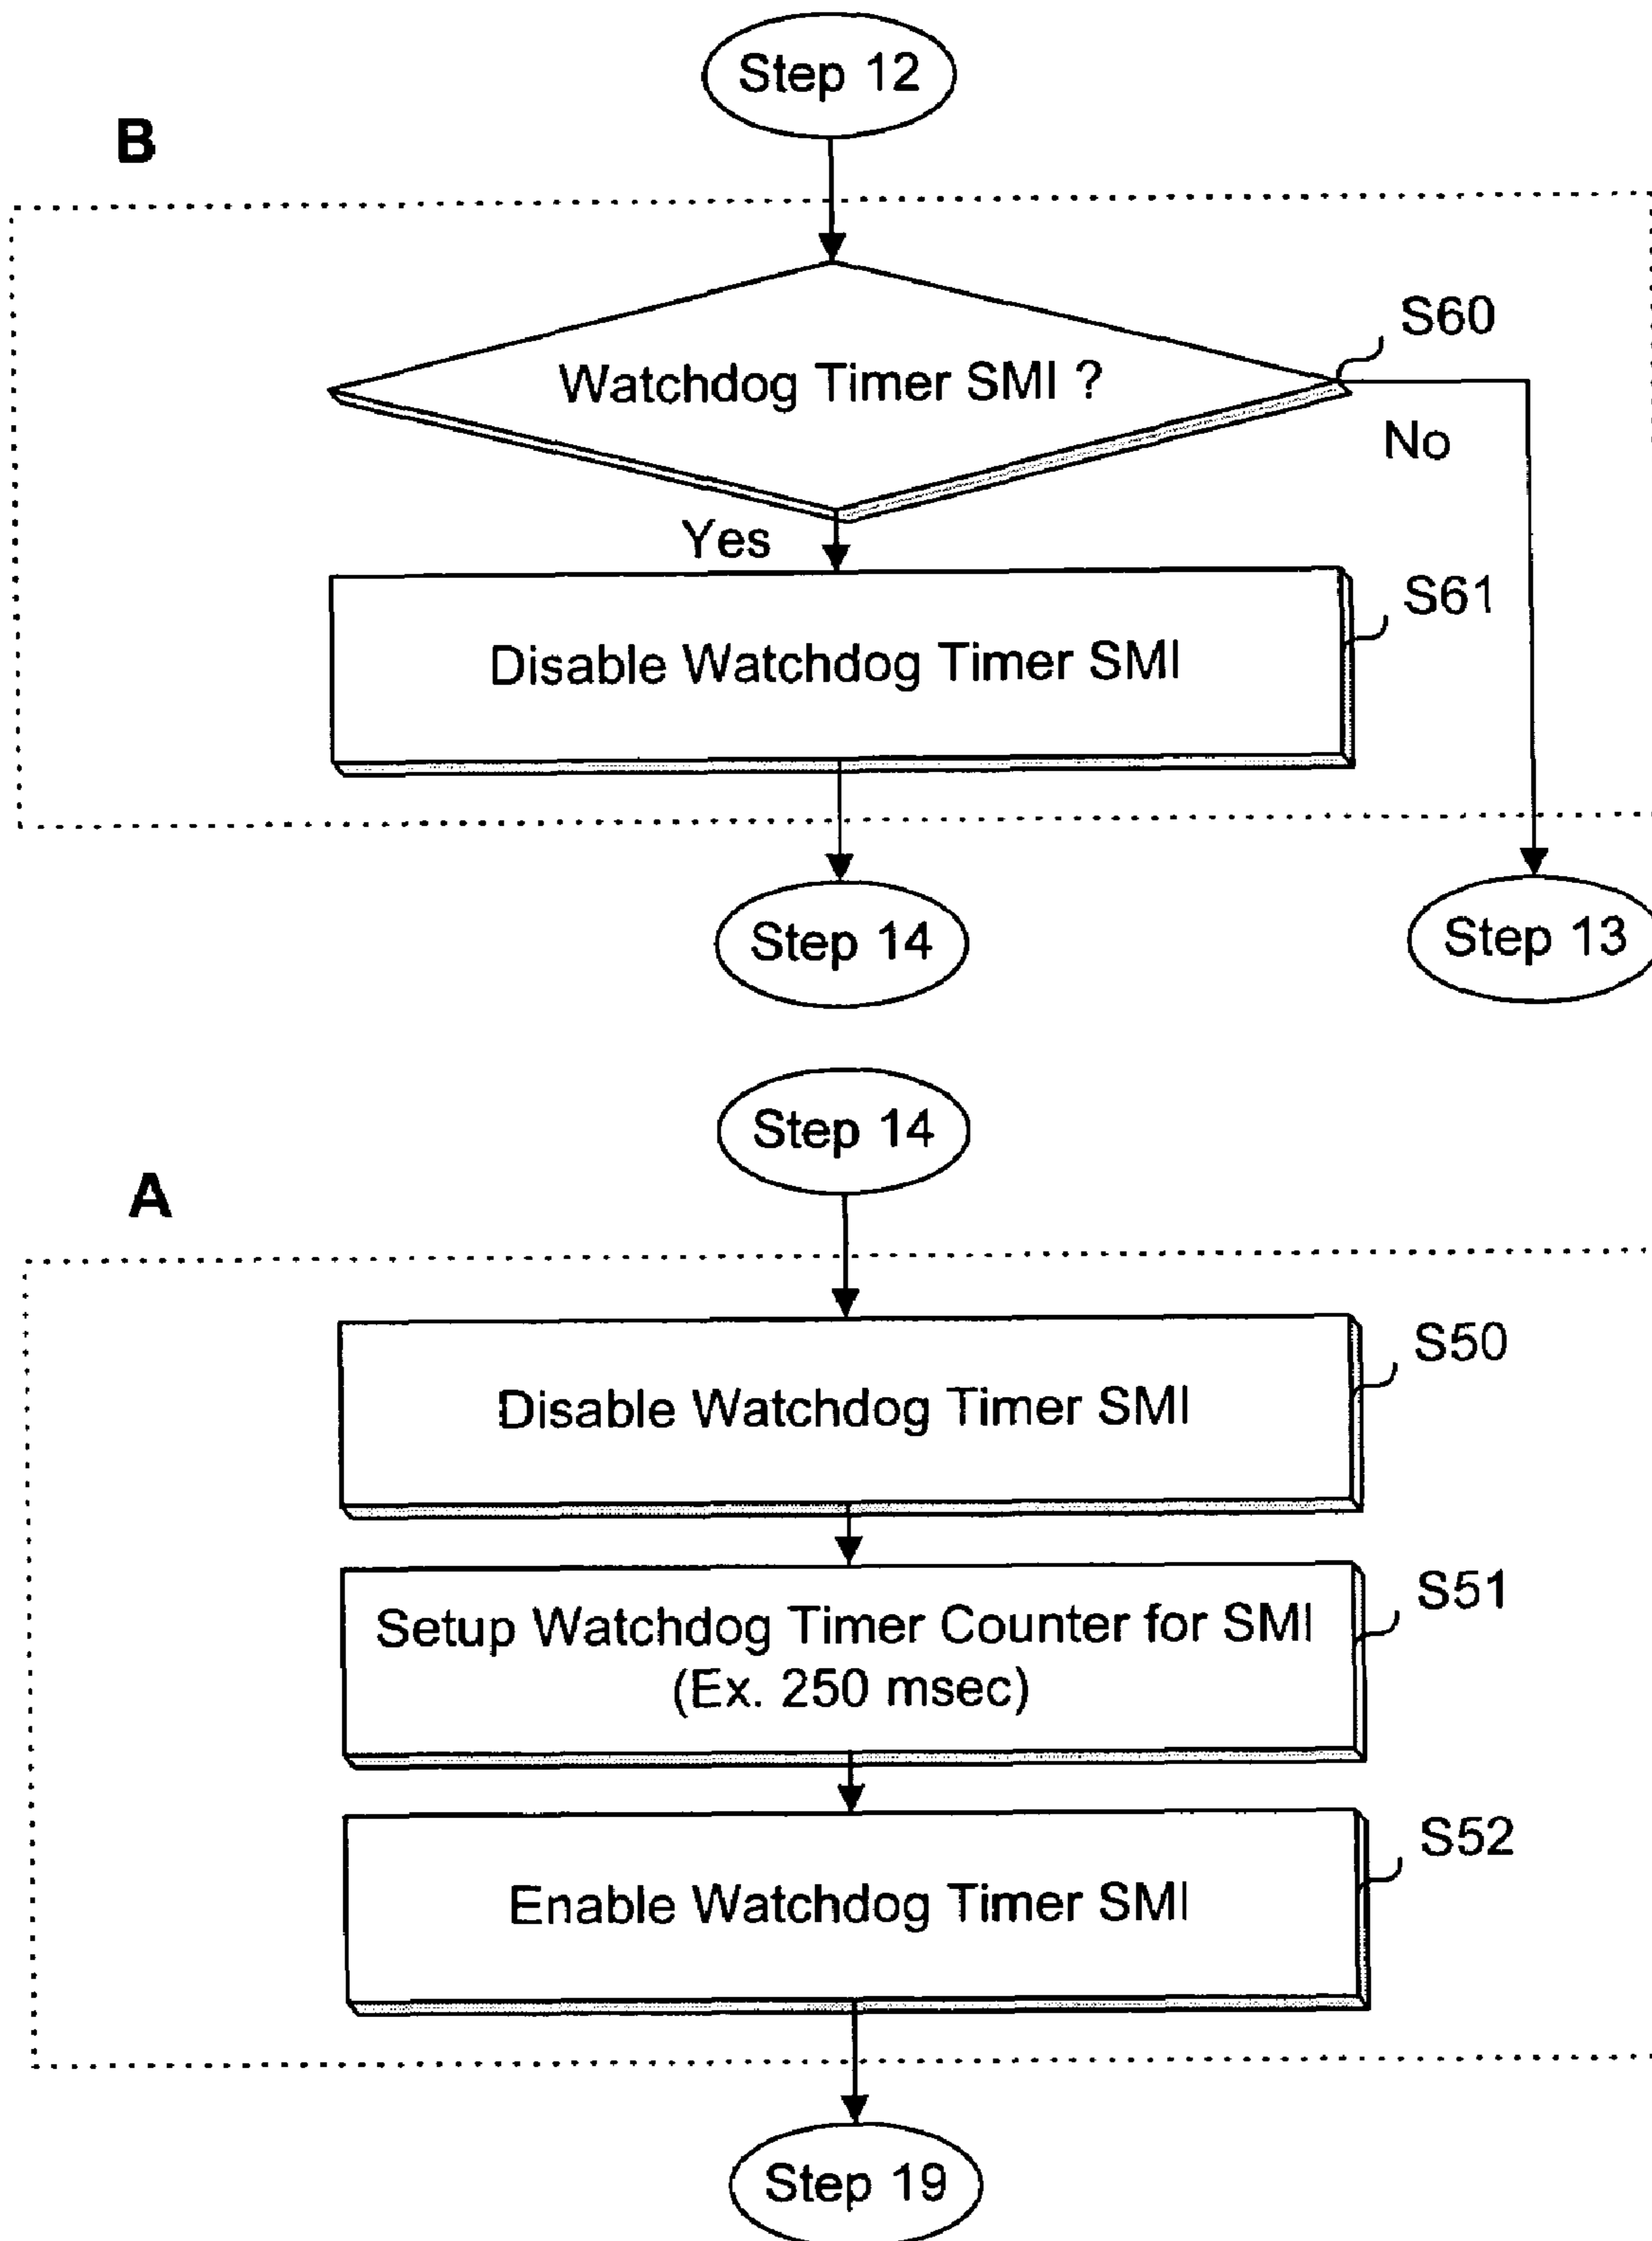 Step 12
B
Watchdog Timer SMI ?
S60
No
Yes
S61
Disable Watchdog Timer SMI
Step 14
Step 13
Step 14
A
S50
Disable Watchdog Timer SMI
S51
Setup Watchdog Timer Counter for SMI
(Ex. 250 msec)
S52
Enable Watchdog Timer SMI
Step 19